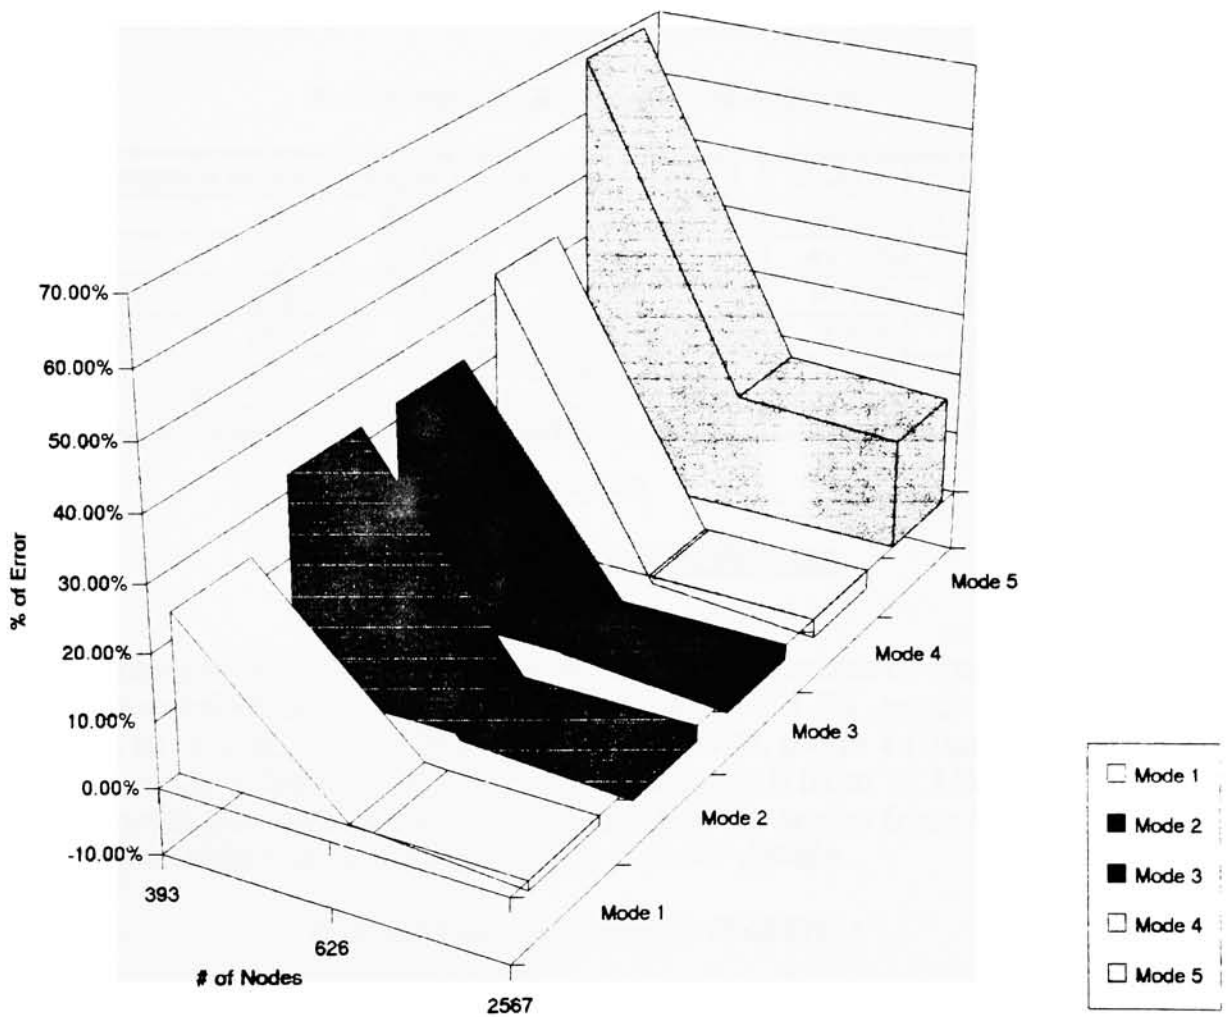 70.00%
60.00%
50.00%
40.00%
30.00%
20.00%
10.00%
0.00%
-10.00%
% of Error
393
626
2567
# of Nodes
Mode 1
Mode 2
Mode 3
Mode 4
Mode 5
Mode 1
Mode 2
Mode 3
Mode 4
Mode 5